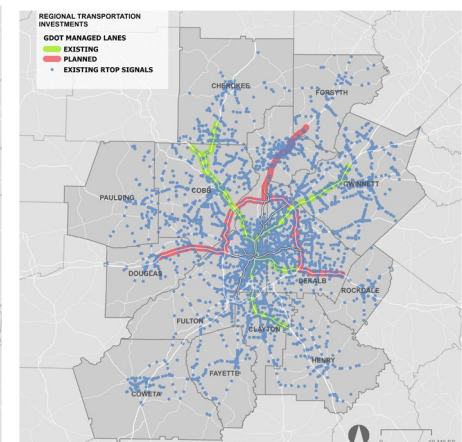 REGIONAL TRANSPORTATION
INVESTMENTS
GDOT MANAGED LANES
EXISTING
PLANNED
EXISTING RTOP SIGNALS
CHEROKEE
FORSYTH
COBB
GWINNETT
PAULDING
DOUGLAS
DEKALB
ROCKDALE
FULTON
CLAYTON
HENRY
FAYETTE
COWETA